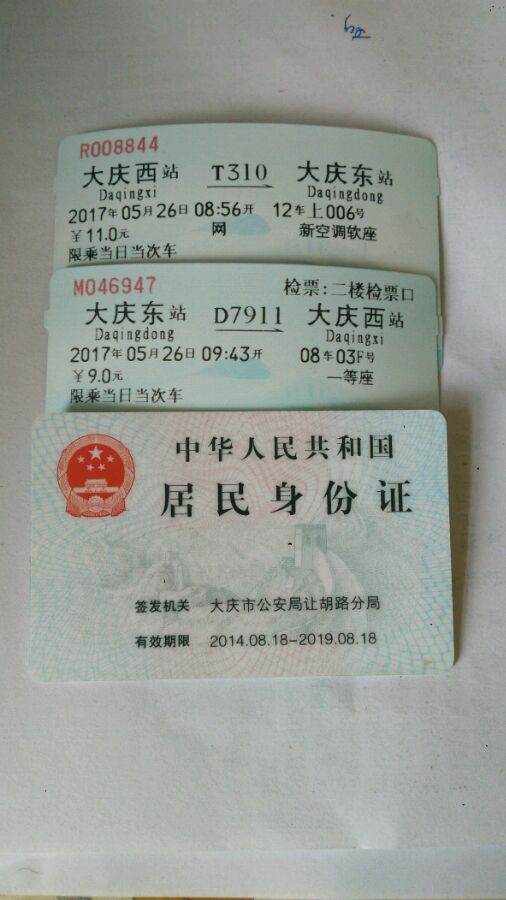 R008844
大庆西站 T310 大庆东站
Daqingxi Daqingdong
2017年05月26日 08:56开 12车上006号
¥11.0元 网 新空调软座
限乘当日当次车
M046947 检票:二楼检票口
大庆东站 D7911 大庆西站
Daqingdong Daqingxi
2017年05月26日 09:43开 08车03F号
¥9.0元 一等座
限乘当日当次车
中华人民共和国
居民身份证
签发机关 大庆市公安局让胡路分局
有效期限 2014.08.18-2019.08.18